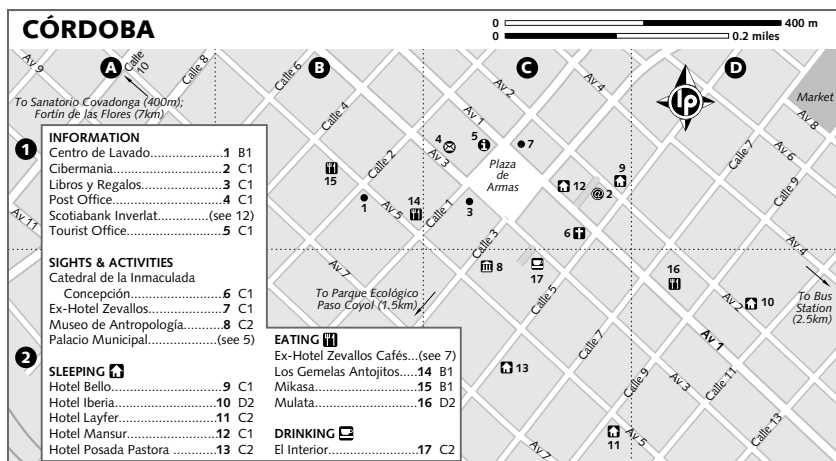 CÓRDOBA
0 400 m
0 0.2 miles
Av 9
A
Calle 10
Calle 8
Calle 6
B
Calle 4
C
Av 2
Av 4
D
Market
Av 8
Av 6
Calle 7
Calle 9
Av 4
lp
To Sanatorio Covadonga (400m);
Fortín de las Flores (7km)
1
Av 11
INFORMATION
Centro de Lavado..........................1 B1
Cibermania....................................2 C1
Libros y Regalos............................3 C1
Post Office....................................4 C1
Scotiabank Inverlat...............(see 12)
Tourist Office................................5 C1
SIGHTS & ACTIVITIES
Catedral de la Inmaculada
Concepción..........................6 C1
Ex-Hotel Zevallos..........................7 C1
Museo de Antropología................8 C2
Palacio Municipal....................(see 5)
2
SLEEPING
Hotel Bello....................................9 C1
Hotel Iberia.................................10 D2
Hotel Layfer................................11 C2
Hotel Mansur..............................12 C1
Hotel Posada Pastora .................13 C2
EATING
Ex-Hotel Zevallos Cafés...(see 7)
Los Gemelas Antojitos.....14 B1
Mikasa............................15 B1
Mulata............................16 D2
DRINKING
El Interior........................17 C2
Av 1
4
5
7
Plaza
de
Armas
Av 3
Calle 2
15
14
1
Av 5
Calle 1
3
12
@
2
9
6
Calle 3
8
17
Av 7
To Parque Ecológico
Paso Coyol (1.5km)
Calle 5
16
Av 2
10
To Bus
Station
(2.5km)
Av 1
Calle 7
13
Calle 9
Av 3
Calle 11
Av 5
11
Av 7
Calle 13